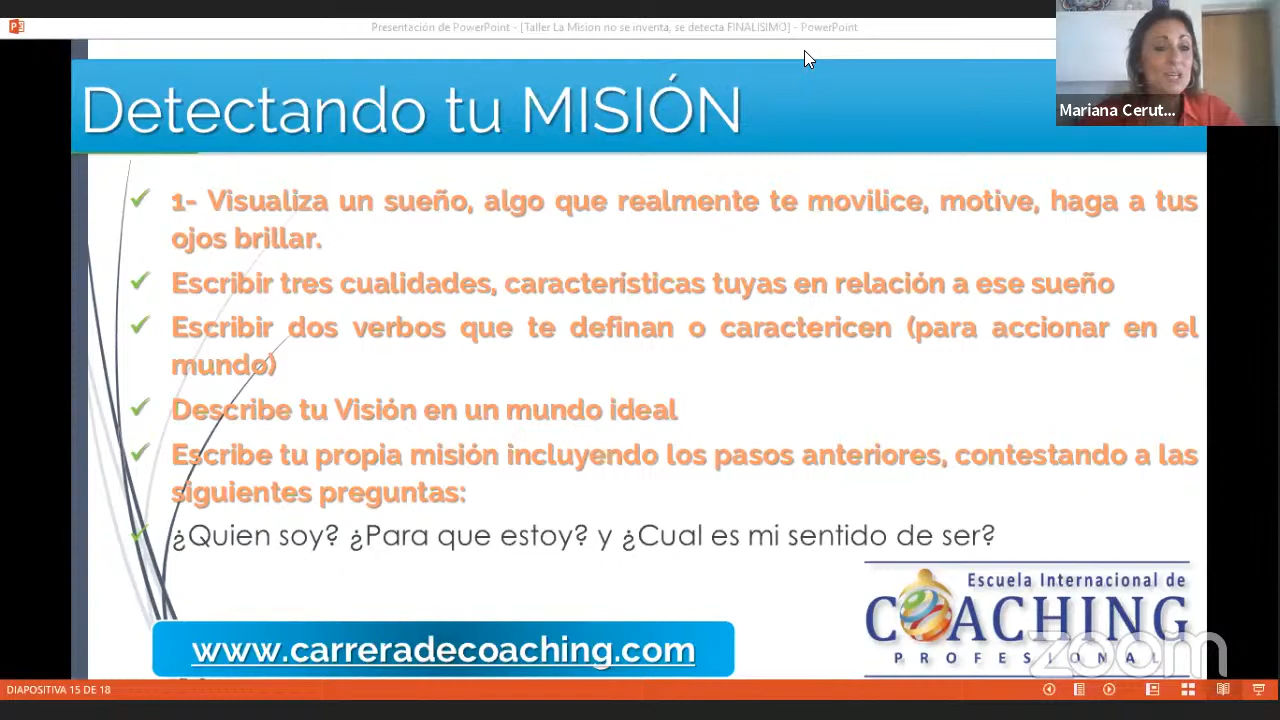 Presentación de PowerPoint - [Taller La Mision no se inventa, se detecta FINALISIMO] - PowerPoint
Mariana Cerut...
Detectando tu MISIÓN
1- Visualiza un sueño, algo que realmente te movilice, motive, haga a tus
ojos brillar.
Escribir tres cualidades, características tuyas en relación a ese sueño
Escribir dos verbos que te definan o caractericen (para accionar en el
mundo)
Describe tu Visión en un mundo ideal
Escribe tu propia misión incluyendo los pasos anteriores, contestando a las
siguientes preguntas:
¿Quien soy? ¿Para que estoy? y ¿Cual es mi sentido de ser?
Escuela Internacional de
COACHING
PROFESIONAL
www.carreradecoaching.com
zoom
DIAPOSITIVA 15 DE 18